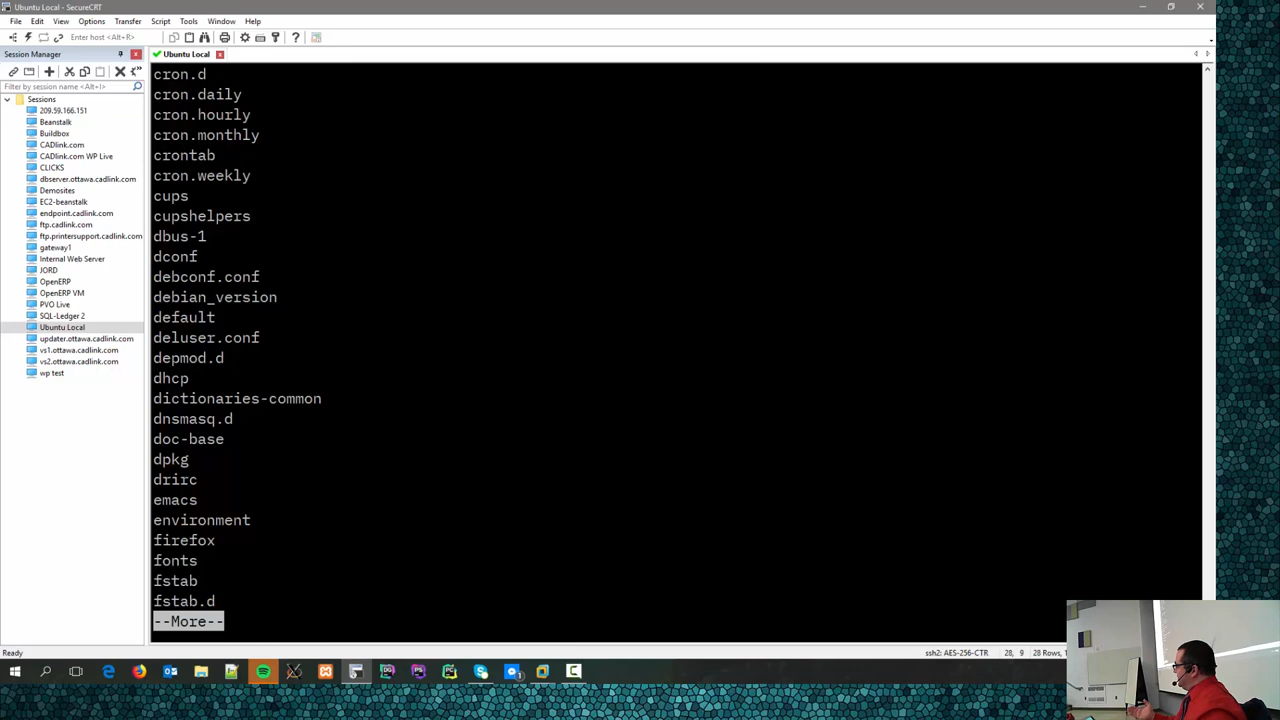 Ubuntu Local - SecureCRT
File Edit View Options Transfer Script Tools Window Help
Enter host <Alt+R>
Session Manager
Ubuntu Local
Filter by session name <Alt+I>
Sessions
209.59.166.151
Beanstalk
Buildbox
CADlink.com
CADlink.com WP Live
CLICKS
dbserver.ottawa.cadlink.com
Demosites
EC2-beanstalk
endpoint.cadlink.com
ftp.cadlink.com
ftp.printersupport.cadlink.com
gateway1
Internal Web Server
JORD
OpenERP
OpenERP VM
PVO Live
SQL-Ledger 2
Ubuntu Local
updater.ottawa.cadlink.com
vs1.ottawa.cadlink.com
vs2.ottawa.cadlink.com
wp test
cron.d
cron.daily
cron.hourly
cron.monthly
crontab
cron.weekly
cups
cupshelpers
dbus-1
dconf
debconf.conf
debian_version
default
deluser.conf
depmod.d
dhcp
dictionaries-common
dnsmasq.d
doc-base
dpkg
drirc
emacs
environment
firefox
fonts
fstab
fstab.d
--More--
Ready
ssh2: AES-256-CTR 28, 9 28 Rows,